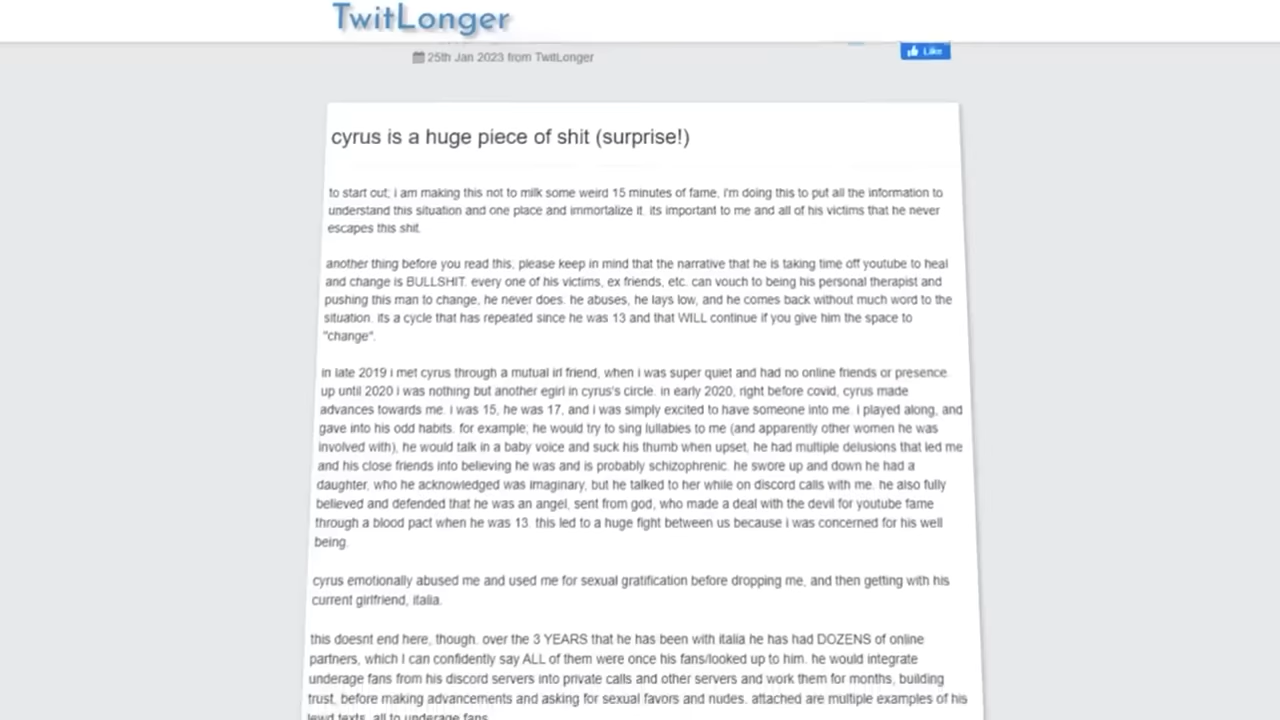 TwitLonger
25th Jan 2023 from TwitLonger
Like
cyrus is a huge piece of shit (surprise!)
to start out; i am making this not to milk some weird 15 minutes of fame, i'm doing this to put all the information to
understand this situation and one place and immortalize it. its important to me and all of his victims that he never
escapes this shit.
another thing before you read this, please keep in mind that the narrative that he is taking time off youtube to heal
and change is BULLSHIT. every one of his victims, ex friends, etc. can vouch to being his personal therapist and
pushing this man to change, he never does. he abuses, he lays low, and he comes back without much word to the
situation. its a cycle that has repeated since he was 13 and that WILL continue if you give him the space to
"change".
in late 2019 i met cyrus through a mutual irl friend, when i was super quiet and had no online friends or presence.
up until 2020 i was nothing but another egirl in cyrus's circle. in early 2020, right before covid, cyrus made
advances towards me. i was 15, he was 17, and i was simply excited to have someone into me. i played along, and
gave into his odd habits. for example; he would try to sing lullabies to me (and apparently other women he was
involved with), he would talk in a baby voice and suck his thumb when upset, he had multiple delusions that led me
and his close friends into believing he was and is probably schizophrenic. he swore up and down he had a
daughter, who he acknowledged was imaginary, but he talked to her while on discord calls with me. he also fully
believed and defended that he was an angel, sent from god, who made a deal with the devil for youtube fame
through a blood pact when he was 13. this led to a huge fight between us because i was concerned for his well
being.
cyrus emotionally abused me and used me for sexual gratification before dropping me, and then getting with his
current girlfriend, italia.
this doesnt end here, though. over the 3 YEARS that he has been with italia he has had DOZENS of online
partners, which I can confidently say ALL of them were once his fans/looked up to him. he would integrate
underage fans from his discord servers into private calls and other servers and work them for months, building
trust, before making advancements and asking for sexual favors and nudes. attached are multiple examples of his
lewd texts, all to underage fans.